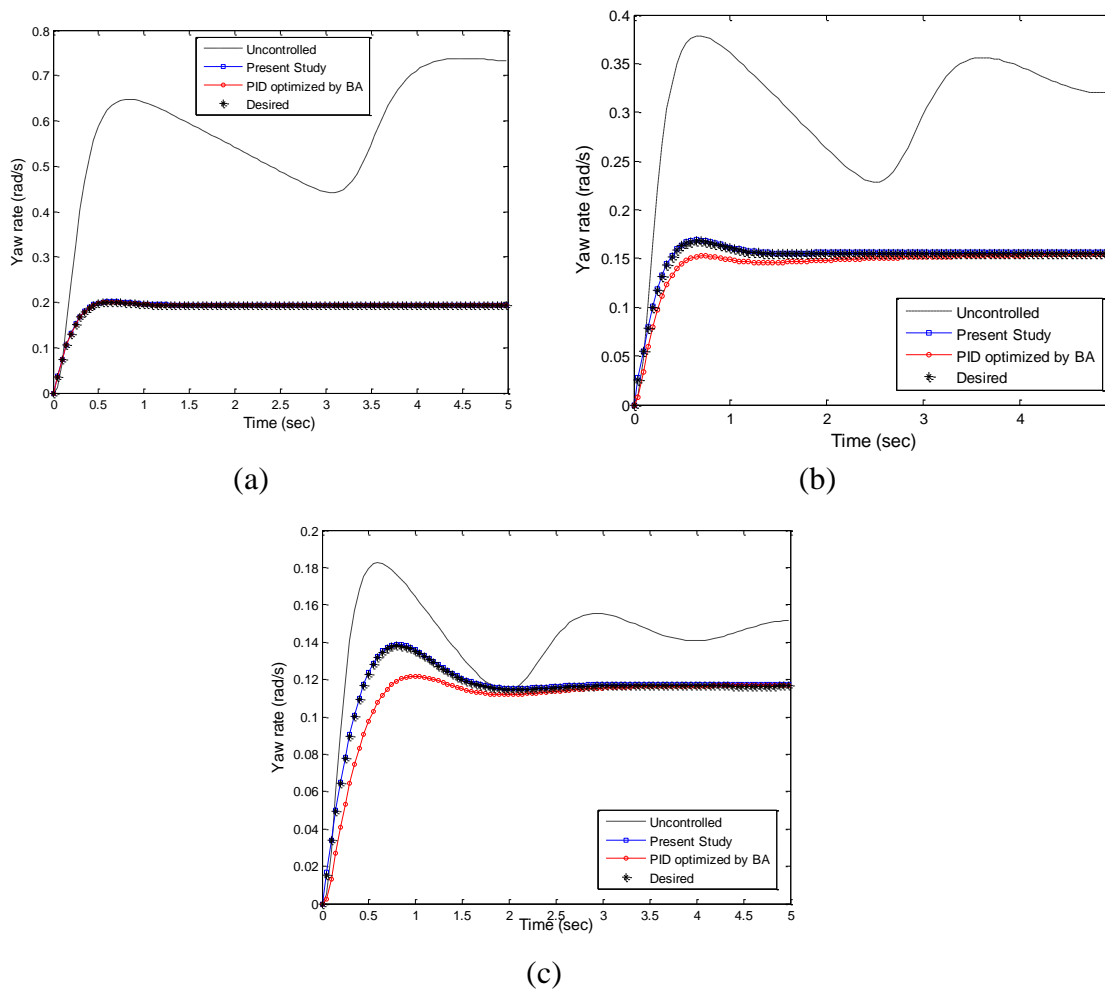 0.8
0.7
0.6
0.5
0.4
0.3
0.2
0.1
0
Yaw rate (rad/s)
Uncontrolled
Present Study
PID optimized by BA
Desired
0 0.5 1 1.5 2 2.5 3 3.5 4 4.5 5
Time (sec)
(a)
0.4
0.35
0.3
0.25
0.2
0.15
0.1
0.05
0
Yaw rate (rad/s)
Uncontrolled
Present Study
PID optimized by BA
Desired
0 1 2 3 4
Time (sec)
(b)
0.2
0.18
0.16
0.14
0.12
0.1
0.08
0.06
0.04
0.02
0
Yaw rate (rad/s)
Uncontrolled
Present Study
PID optimized by BA
Desired
0 0.5 1 1.5 2 2.5 3 3.5 4 4.5 5
Time (sec)
(c)